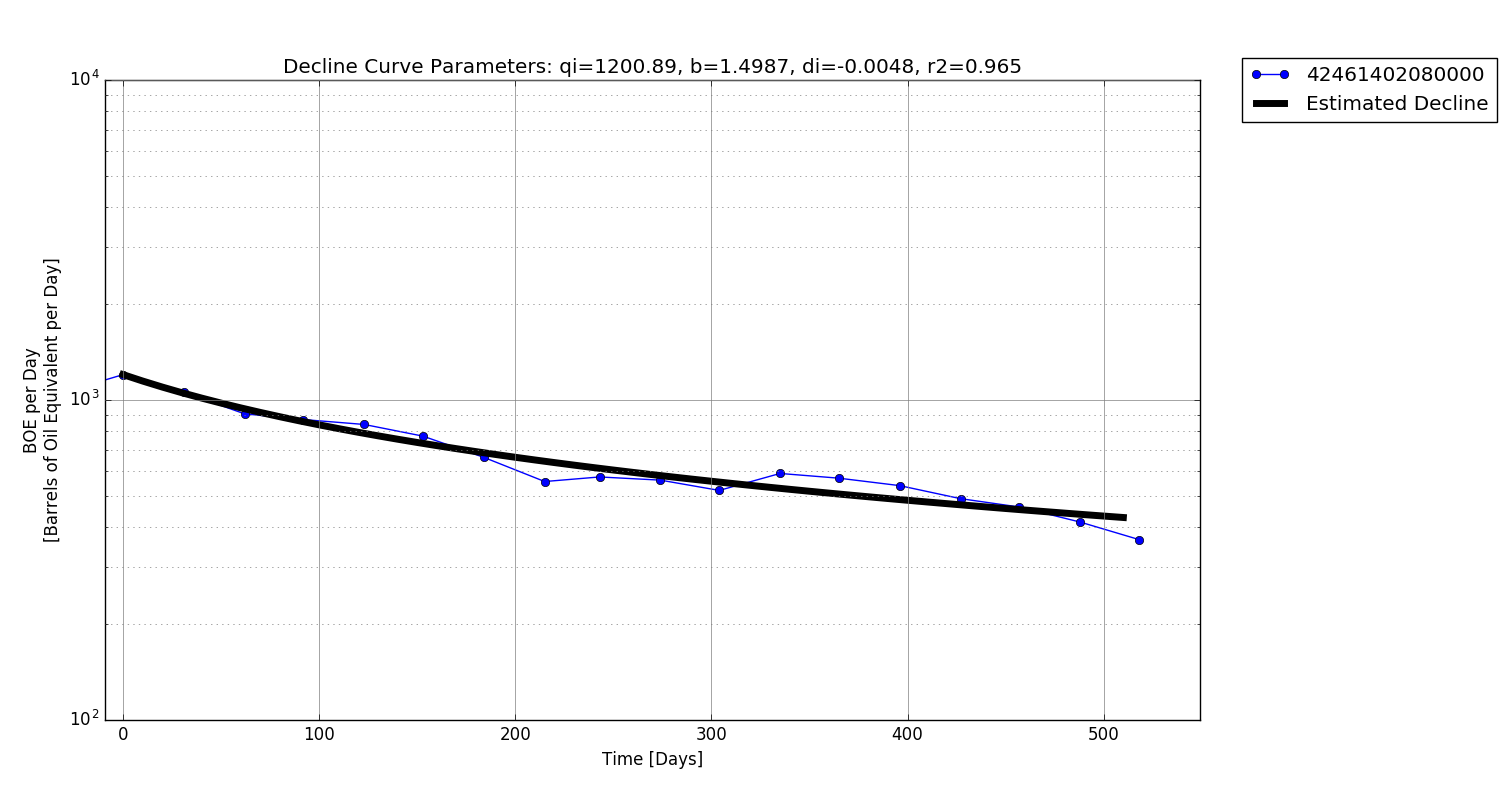 Decline Curve Parameters: qi=1200.89, b=1.4987, di=-0.0048, r2=0.965
42461402080000
Estimated Decline
10^4
10^3
10^2
BOE per Day
[Barrels of Oil Equivalent per Day]
0 100 200 300 400 500
Time [Days]